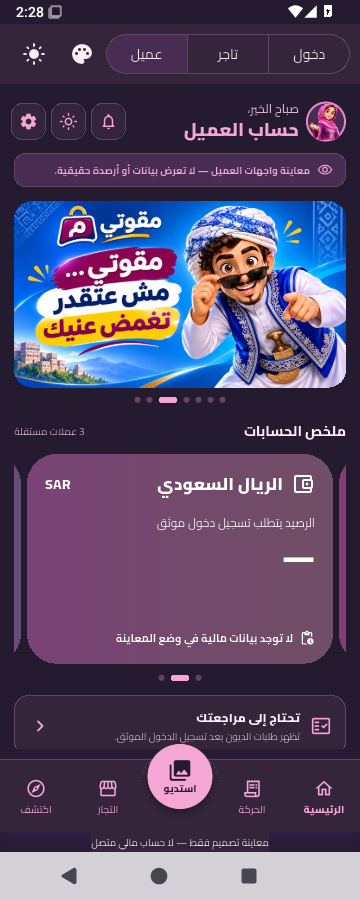 2:28
دخول
تاجر
عميل
صباح الخير،
حساب العميل
معاينة واجهات العميل — لا تعرض بيانات أو أرصدة حقيقية.
مقوتي
مقوتي ...
مش عتقدر
تغمض عنيك
ملخص الحسابات
3 عملات مستقلة
الريال السعودي
SAR
الرصيد يتطلب تسجيل دخول موثق
—
لا توجد بيانات مالية في وضع المعاينة
تحتاج إلى مراجعتك
تظهر طلبات الديون بعد تسجيل الدخول الموثق.
الرئيسية
الحركة
استديو
التجار
اكتشف
معاينة تصميم فقط — لا حساب مالي متصل